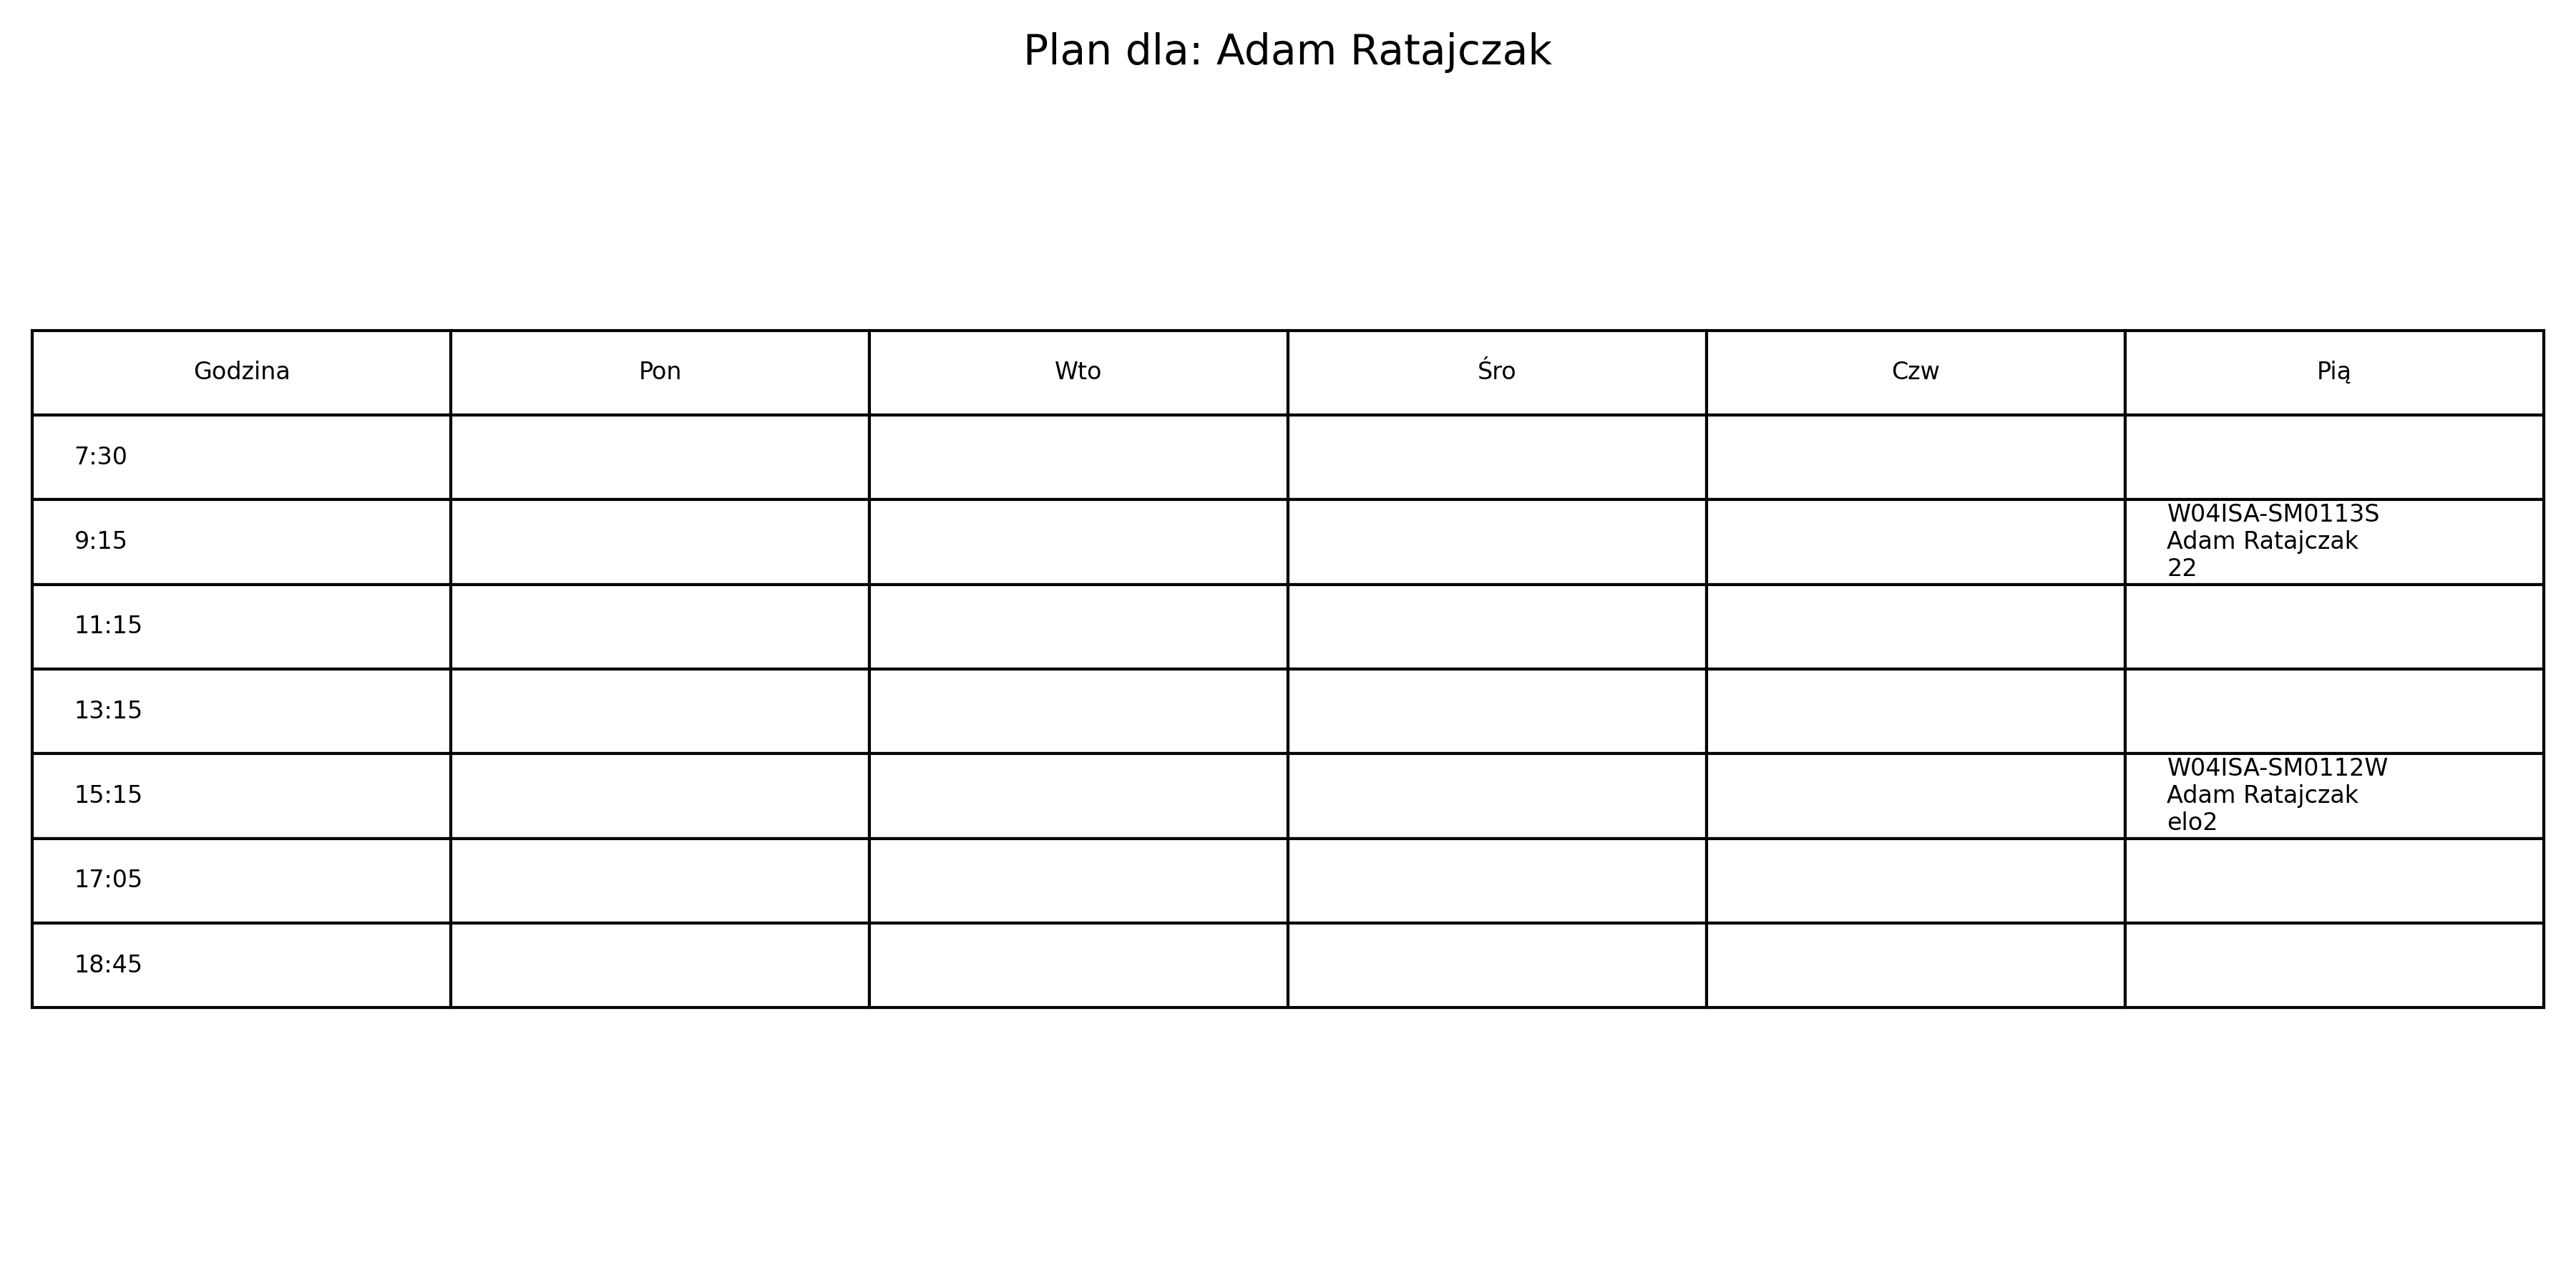 Plan dla: Adam Ratajczak
Godzina Pon Wto Śro Czw Pią
7:30
9:15 W04ISA-SM0113S
Adam Ratajczak
22
11:15
13:15
15:15 W04ISA-SM0112W
Adam Ratajczak
elo2
17:05
18:45